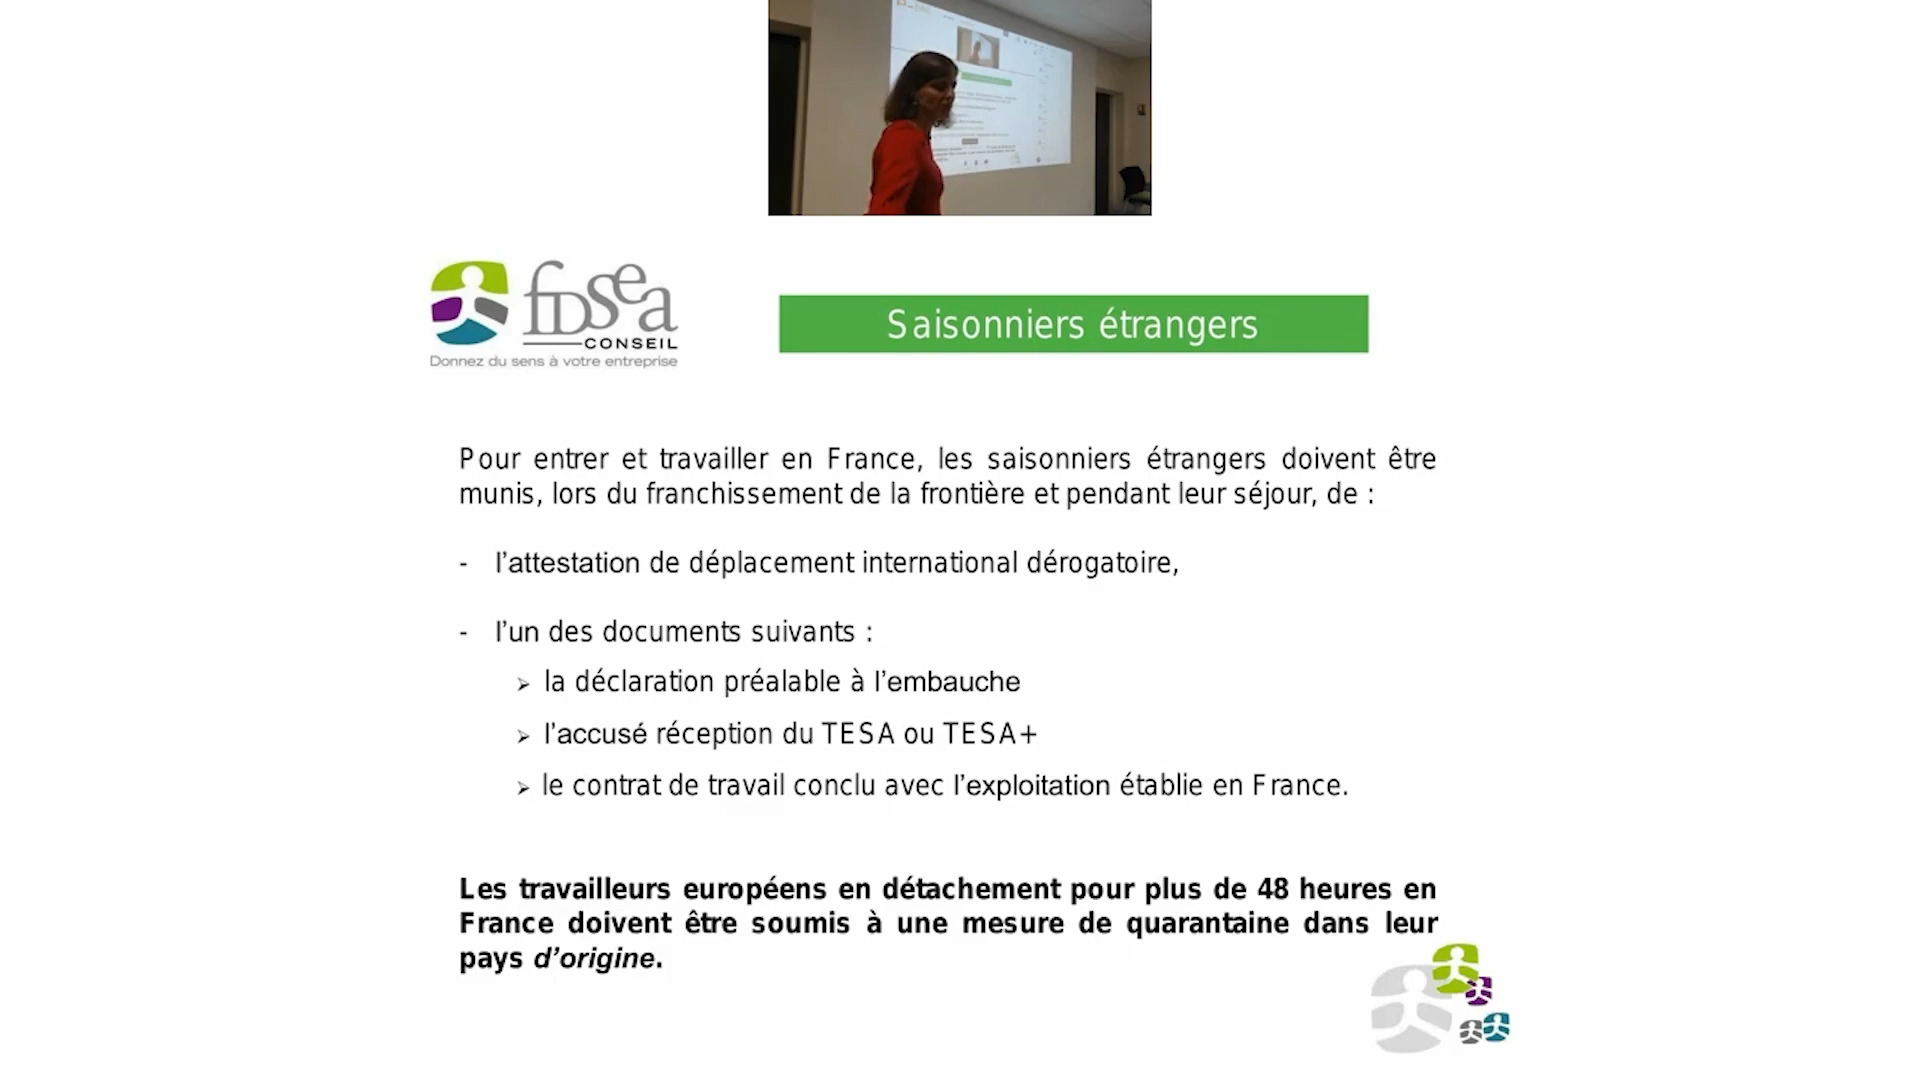 fdsea
CONSEIL
Donnez du sens à votre entreprise
Saisonniers étrangers
Pour entrer et travailler en France, les saisonniers étrangers doivent être
munis, lors du franchissement de la frontière et pendant leur séjour, de :
- l’attestation de déplacement international dérogatoire,
- l’un des documents suivants :
➢ la déclaration préalable à l’embauche
➢ l’accusé réception du TESA ou TESA+
➢ le contrat de travail conclu avec l’exploitation établie en France.
Les travailleurs européens en détachement pour plus de 48 heures en
France doivent être soumis à une mesure de quarantaine dans leur
pays d’origine.